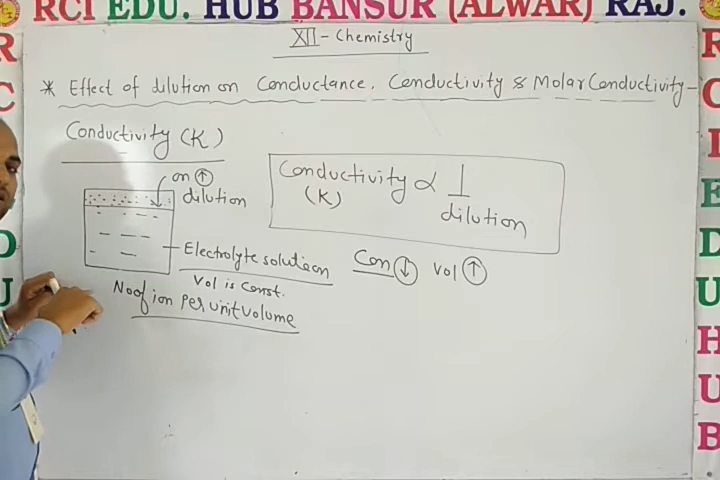 RCI EDU. HUB BANSUR (ALWAR) RAJ.
XII - Chemistry
* Effect of dilution on Conductance, Conductivity & Molar Conductivity -
Conductivity (K)
on ↑
dilution
Electrolyte solution
Vol is const.
No of ion per unit volume
Conductivity ∝ 1
(K) dilution
Con ↓ Vol ↑
R
C
D
U
R
C
I
E
D
U
H
U
B